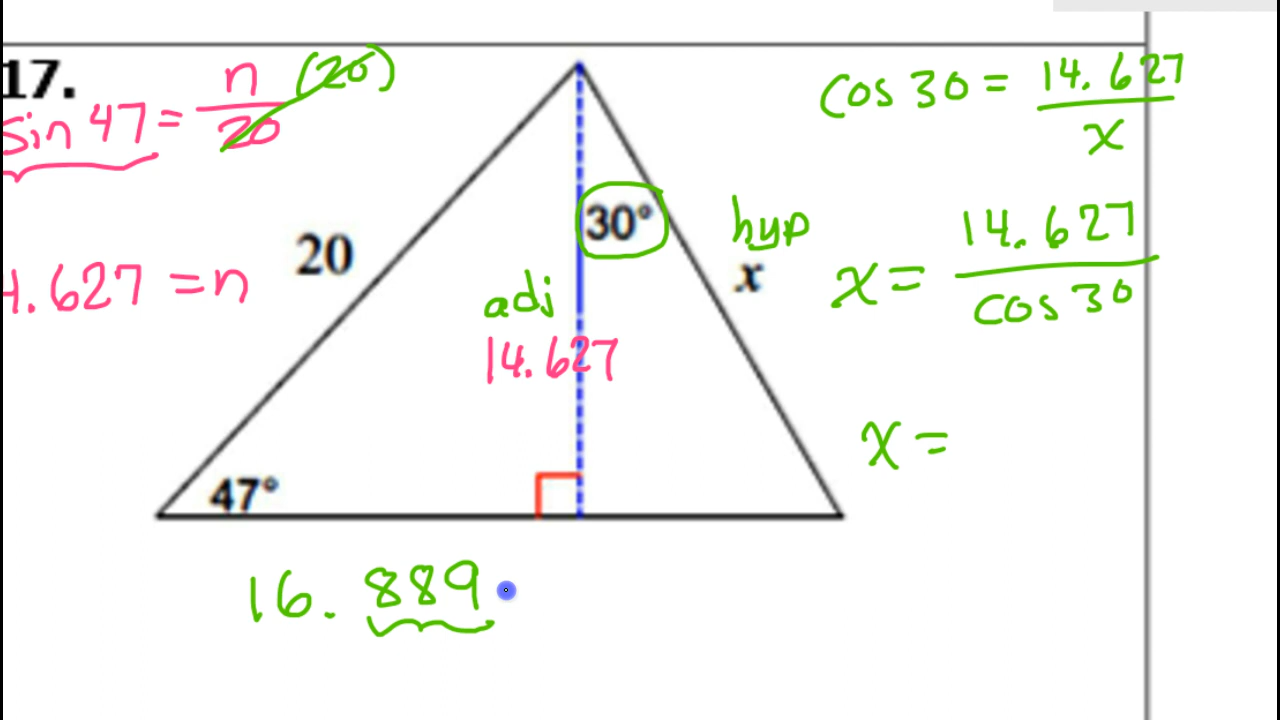 17.
sin 47 = n/20 (20)
4.627 = n
20
47°
30°
adj
14.627
hyp
x
cos 30 = 14.627/x
x = 14.627/cos 30
x =
16.889